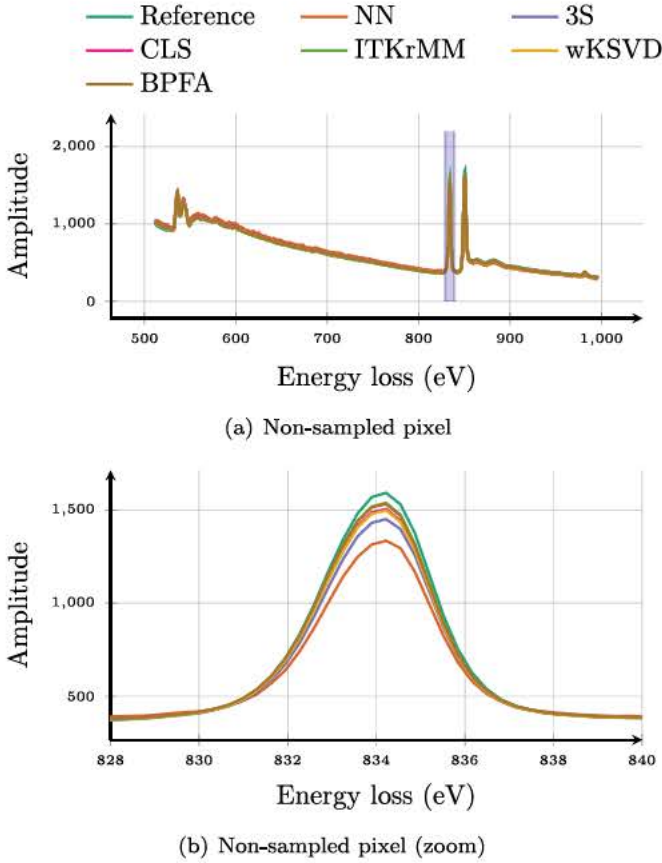 Reference NN 3S
CLS ITKrMM wKSVD
BPFA
Amplitude
2,000
1,000
0
500 600 700 800 900 1,000
Energy loss (eV)
(a) Non-sampled pixel
Amplitude
1,500
1,000
500
828 830 832 834 836 838 840
Energy loss (eV)
(b) Non-sampled pixel (zoom)